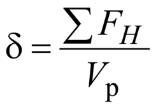 δ = ∑ F_H / V_p